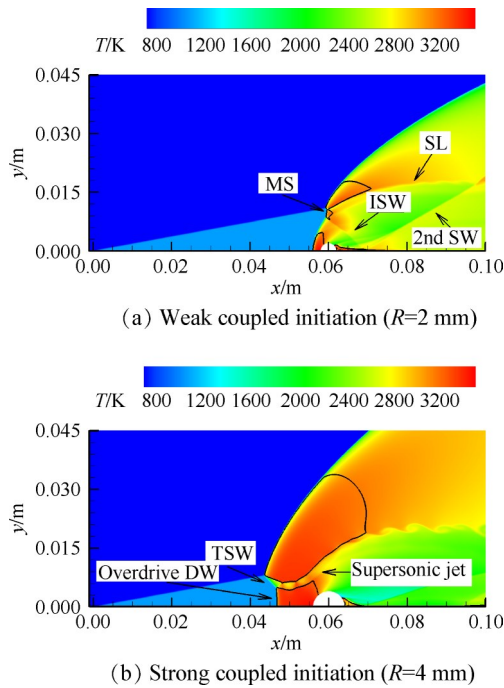 T/K 800 1200 2000 2400 2800 3200
0.045
0.030
0.015
0.000
y/m
MS
SL
ISW
2nd SW
0.00 0.02 0.04 0.06 0.08 0.10
x/m
(a) Weak coupled initiation (R=2 mm)
T/K 800 1200 1600 2000 2400 2800 3200
0.045
0.030
0.015
0.000
y/m
TSW
Overdrive DW
Supersonic jet
0.00 0.02 0.04 0.06 0.08 0.10
x/m
(b) Strong coupled initiation (R=4 mm)